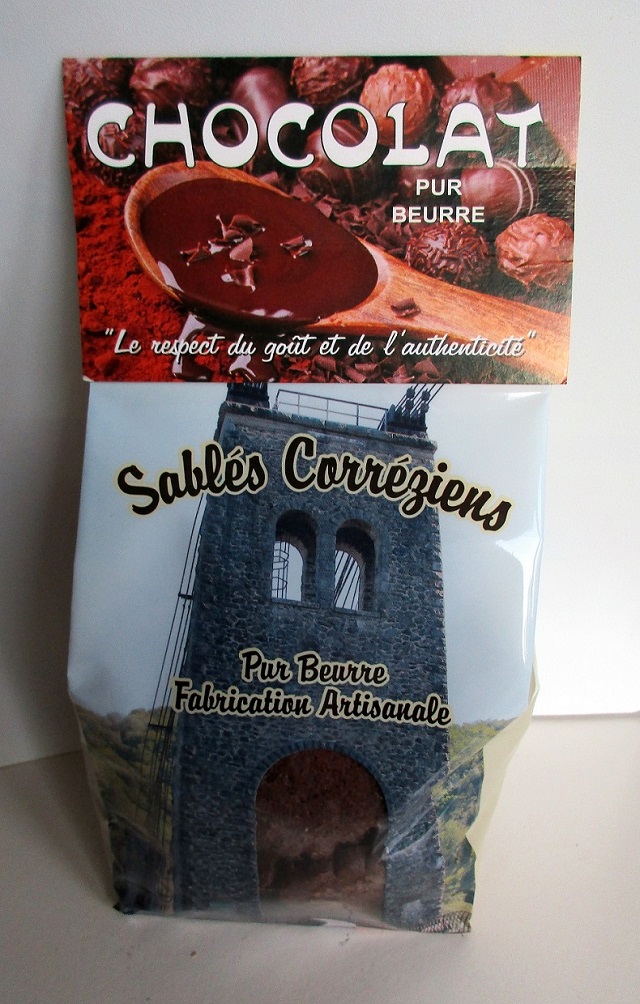 CHOCOLAT
PUR
BEURRE
"Le respect du goût et de l'authenticité"
Sablés Corréziens
Pur Beurre
Fabrication Artisanale